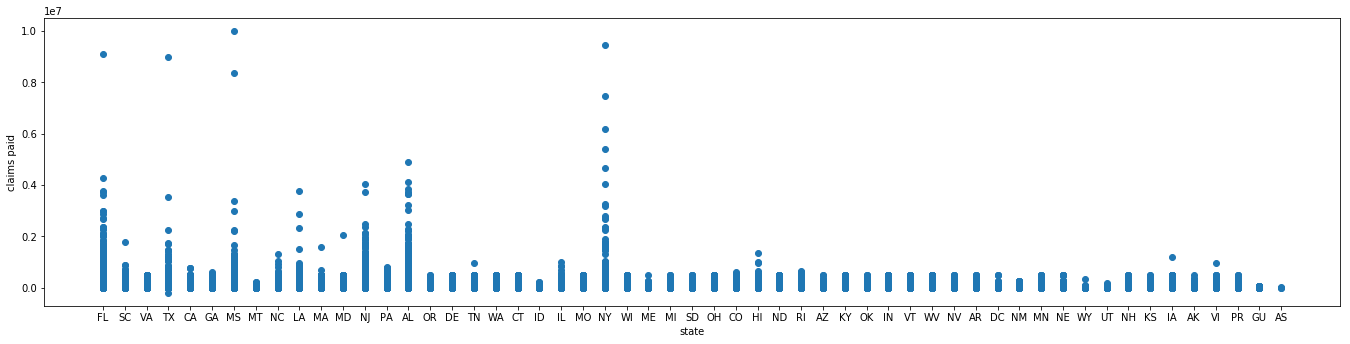 1e7
1.0
0.8
0.6
0.4
0.2
0.0
claims paid
FL SC VA TX CA GA MS MT NC LA MA MD NJ PA AL OR DE TN WA CT ID IL MO NY WI ME MI SD OH CO HI ND RI AZ KY OK IN VT WV NV AR DC NM MN NE WY UT NH KS IA AK VI PR GU AS
state